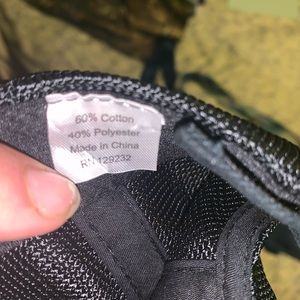 60% Cotton
40% Polyester
Made in China
RN 129232